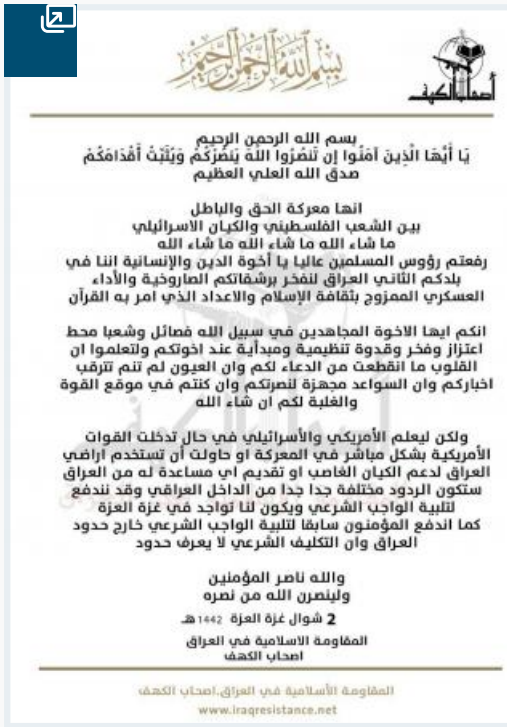 بسم الله الرحمن الرحيم
أصحاب الكهف
بسم الله الرحمن الرحيم
يَا أَيُّهَا الَّذِينَ آمَنُوا إِن تَنصُرُوا اللَّهَ يَنصُرْكُمْ وَيُثَبِّتْ أَقْدَامَكُمْ
صدق الله العلي العظيم
انها معركة الحق والباطل
بين الشعب الفلسطيني والكيان الاسرائيلي
ما شاء الله ما شاء الله ما شاء الله
رفعتم رؤوس المسلمين عاليا يا أخوة الدين والإنسانية اننا في
بلدكم الثاني العراق لنفخر برشقاتكم الصاروخية والأداء
العسكري الممزوج بثقافة الإسلام والاعداد الذي امر به القرآن
انكم ايها الاخوة المجاهدين في سبيل الله فصائل وشعبا محط
اعتزاز وفخر وقدوة تنظيمية ومبدأية عند اخوتكم ولتعلموا ان
القلوب ما انقطعت من الدعاء لكم وان العيون لم تنم تترقب
اخباركم وان السواعد مجهزة لنصرتكم وان كنتم في موقع القوة
والغلبة لكم ان شاء الله
ولكن ليعلم الأمريكي والأسرائيلي في حال تدخلت القوات
الأمريكية بشكل مباشر في المعركة او حاولت أن تستخدم اراضي
العراق لدعم الكيان الغاصب او تقديم اي مساعدة له من العراق
ستكون الردود مختلفة جدا جدا من الداخل العراقي وقد نندفع
لتلبية الواجب الشرعي ويكون لنا تواجد في غزة العزة
كما اندفع المؤمنون سابقا لتلبية الواجب الشرعي خارج حدود
العراق وان التكليف الشرعي لا يعرف حدود
والله ناصر المؤمنين
ولينصرن الله من نصره
2 شوال غزة العزة 1442هـ
المقاومة الاسلامية في العراق
اصحاب الكهف
المقاومة الأسلامية في العراق.اصحاب الكهف
www.iraqresistance.net